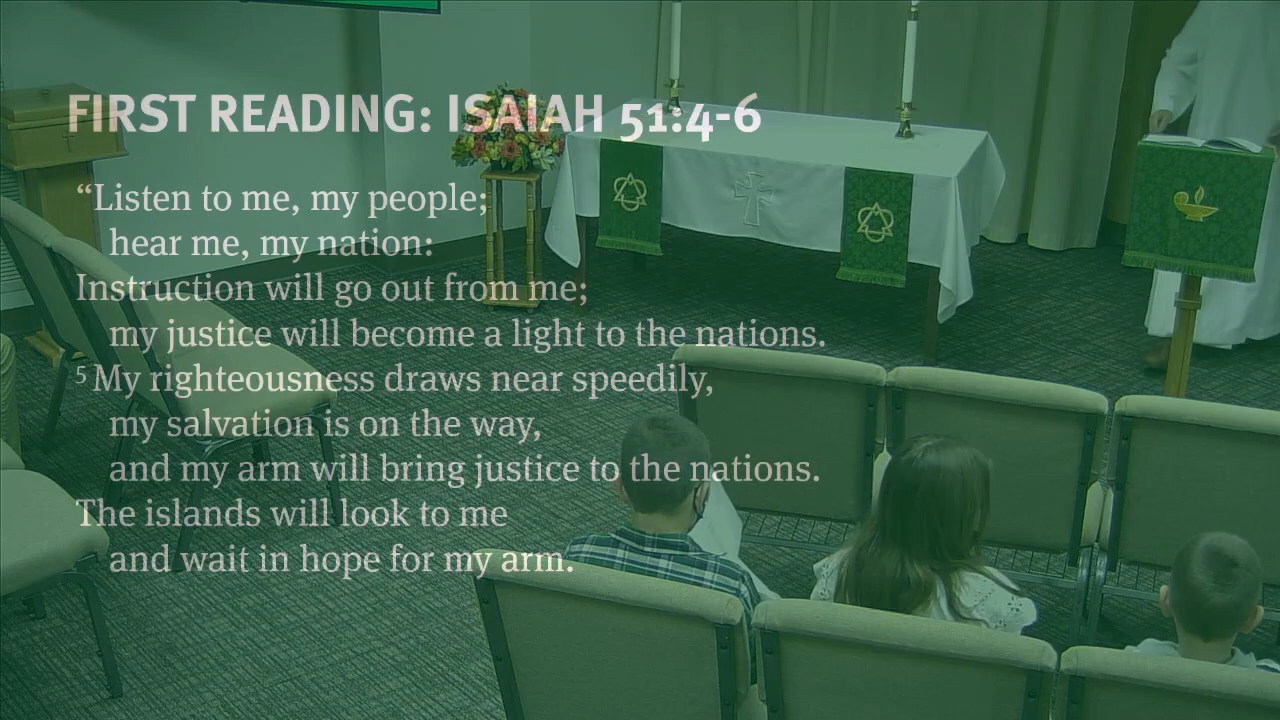 FIRST READING: ISAIAH 51:4-6
“Listen to me, my people;
hear me, my nation:
Instruction will go out from me;
my justice will become a light to the nations.
5 My righteousness draws near speedily,
my salvation is on the way,
and my arm will bring justice to the nations.
The islands will look to me
and wait in hope for my arm.